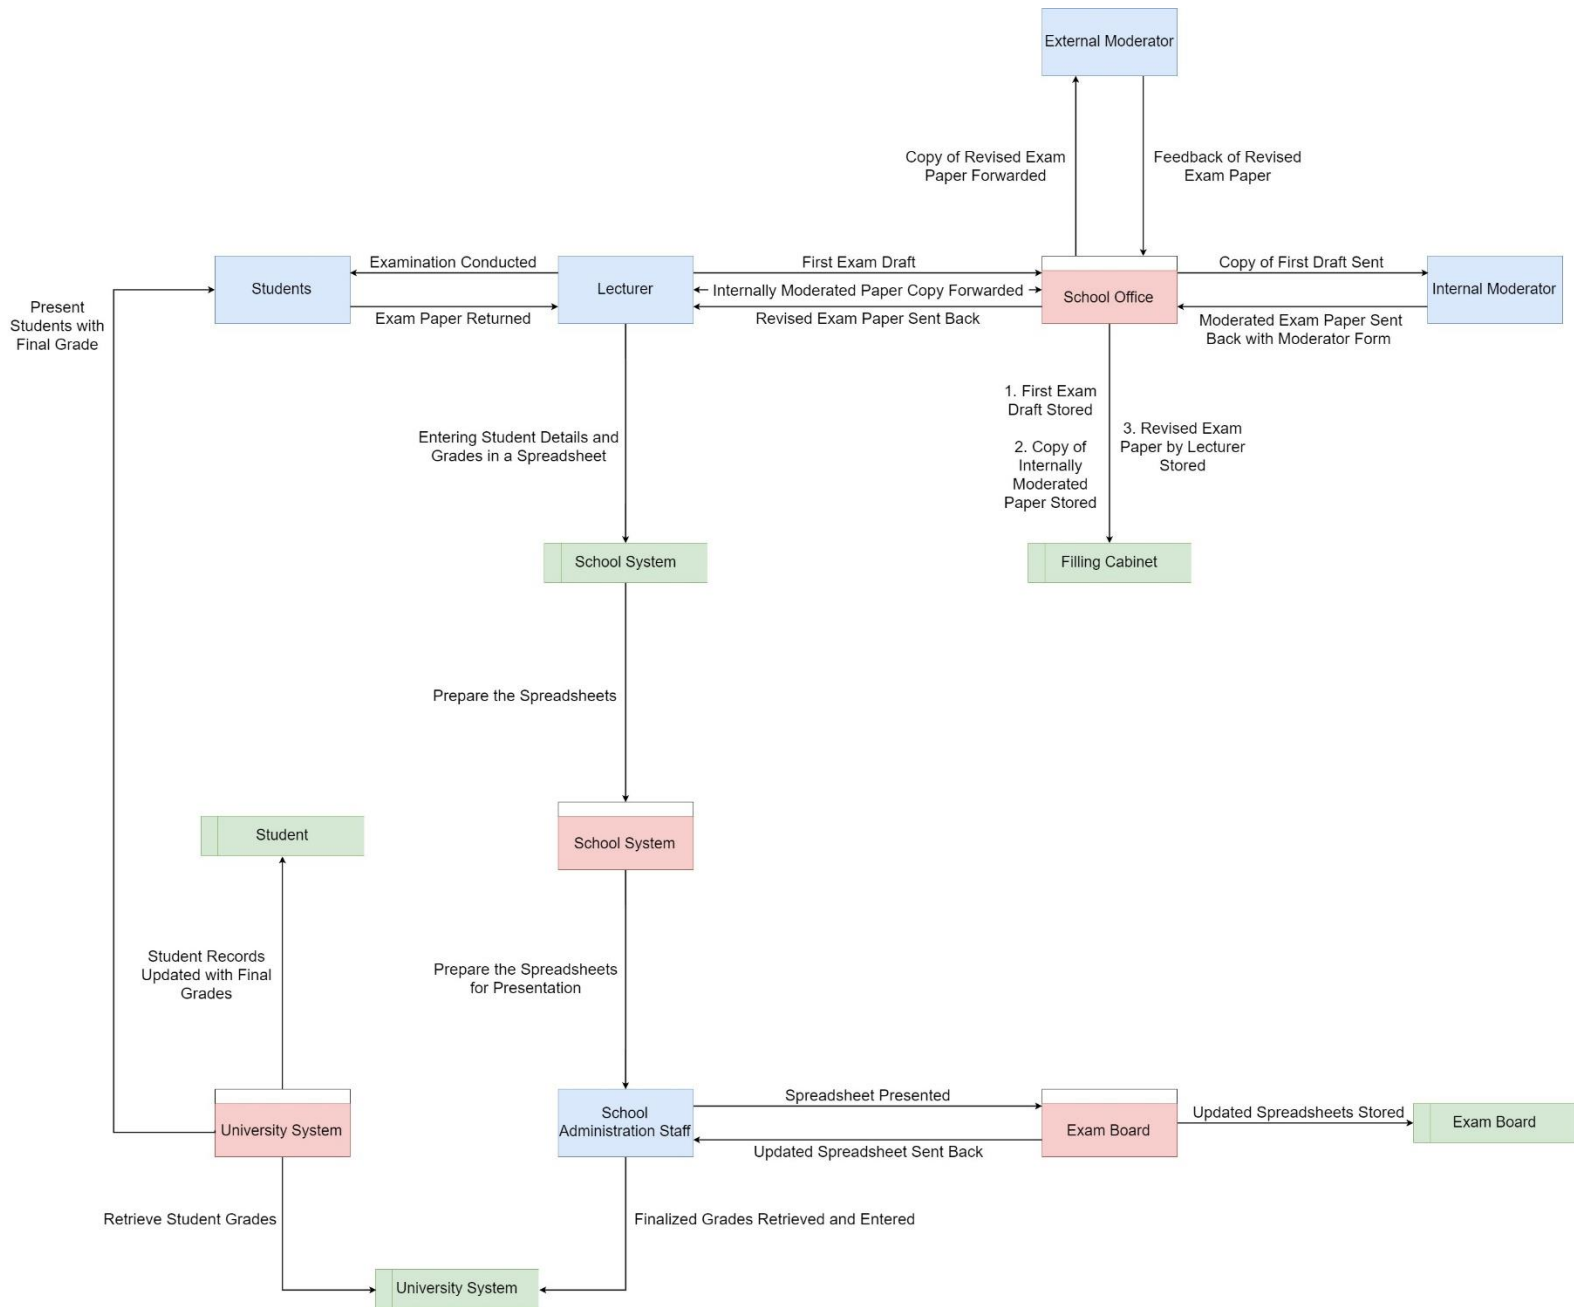 External Moderator
Copy of Revised Exam
Paper Forwarded
Feedback of Revised
Exam Paper
Examination Conducted
First Exam Draft
Copy of First Draft Sent
Students
Lecturer
Internally Moderated Paper Copy Forwarded
School Office
Internal Moderator
Exam Paper Returned
Revised Exam Paper Sent Back
Moderated Exam Paper Sent
Back with Moderator Form
Present
Students with
Final Grade
1. First Exam
Draft Stored
2. Copy of
Internally
Moderated
Paper Stored
3. Revised Exam
Paper by Lecturer
Stored
Entering Student Details and
Grades in a Spreadsheet
School System
Filling Cabinet
Prepare the Spreadsheets
Student
School System
Student Records
Updated with Final
Grades
Prepare the Spreadsheets
for Presentation
University System
School
Administration Staff
Spreadsheet Presented
Updated Spreadsheet Sent Back
Exam Board
Updated Spreadsheets Stored
Exam Board
Retrieve Student Grades
Finalized Grades Retrieved and Entered
University System